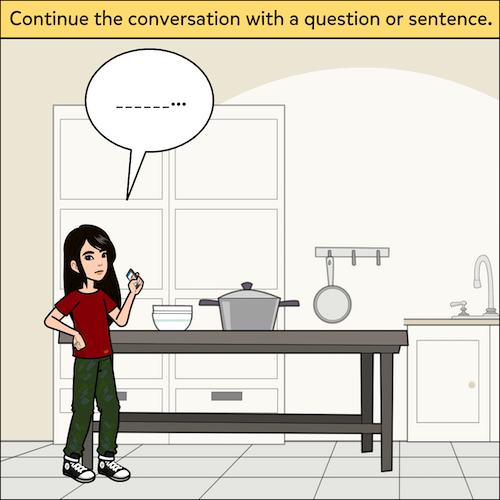 Continue the conversation with a question or sentence.
______...